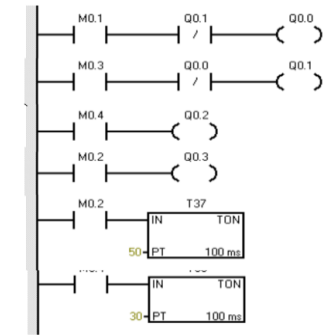 M0.1 Q0.1 Q0.0
M0.3 Q0.0 Q0.1
M0.4 Q0.2
M0.2 Q0.3
M0.2 T37
IN TON
50 PT 100 ms
IN TON
30 PT 100 ms